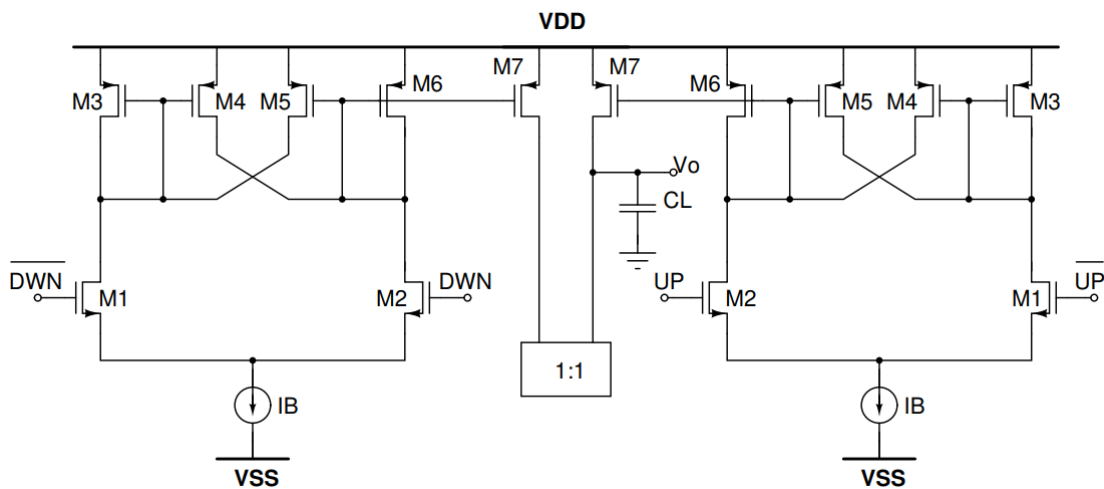 VDD
M3 M4 M5 M6 M7 M7 M6 M5 M4 M3
Vo
CL
DWN M1 M2 DWN UP M2 M1 UP
1:1
IB IB
VSS VSS